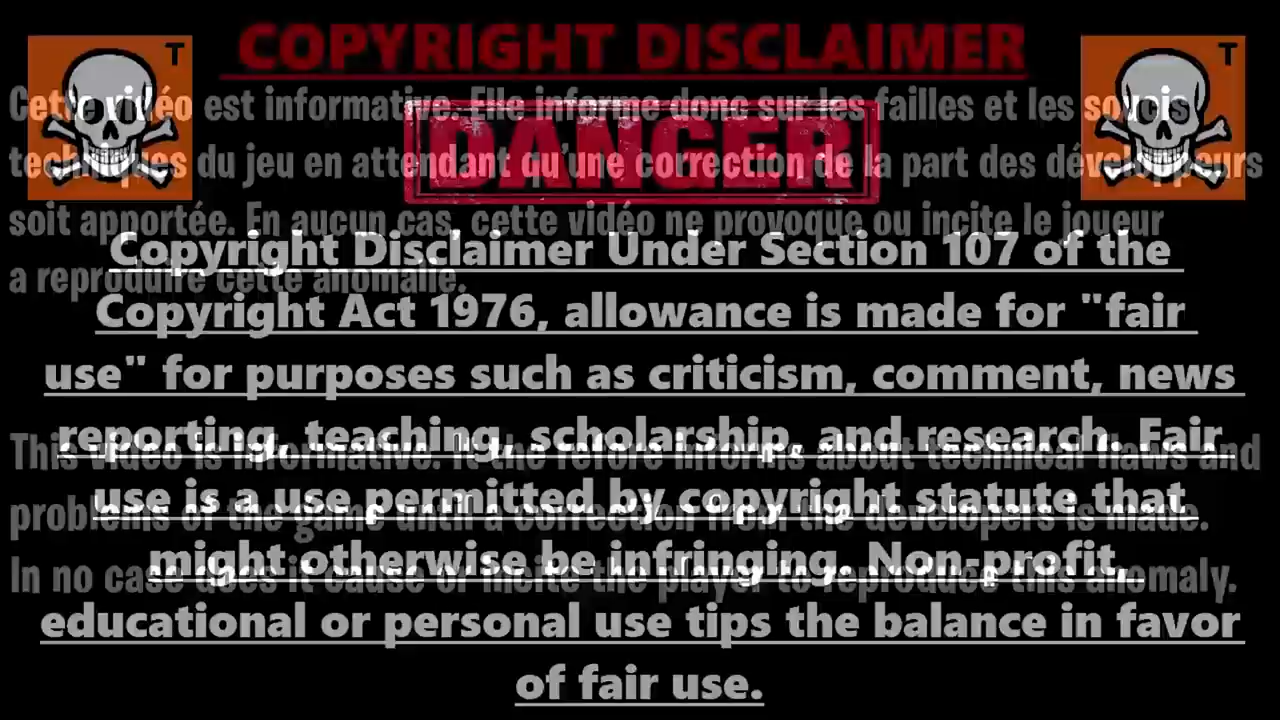 COPYRIGHT DISCLAIMER
T
T
DANGER
Cette vidéo est informative. Elle informe donc sur les failles et les soucis
techniques du jeu en attendant qu'une correction de la part des développeurs
soit apportée. En aucun cas, cette vidéo ne provoque ou incite le joueur
a reproduire cette anomalie.
Copyright Disclaimer Under Section 107 of the
Copyright Act 1976, allowance is made for "fair
use" for purposes such as criticism, comment, news
reporting, teaching, scholarship, and research. Fair
use is a use permitted by copyright statute that
might otherwise be infringing. Non-profit,
educational or personal use tips the balance in favor
of fair use.
This video is informative. It the refore informs about technical flaws and
problems of the game until a correction from the developers is made.
In no case does it cause or incite the player to reproduce this anomaly.